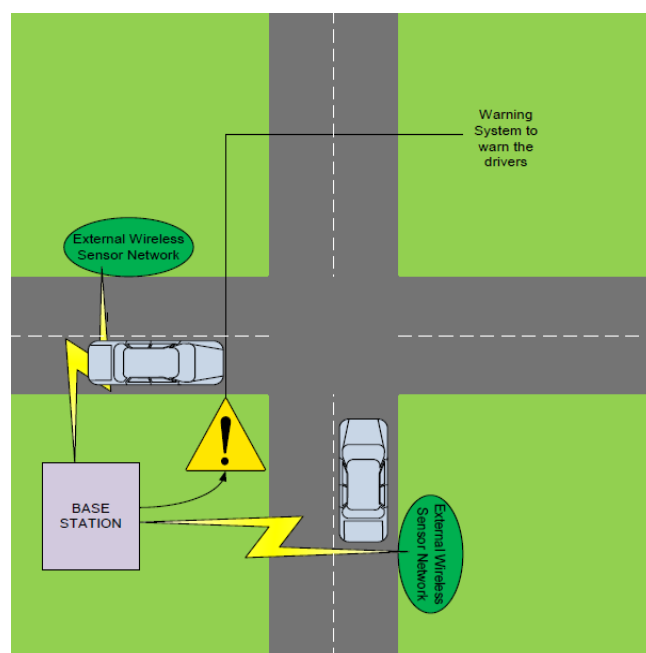 Warning
System to
warn the
drivers
External Wireless
Sensor Network
BASE
STATION
External Wireless
Sensor Network